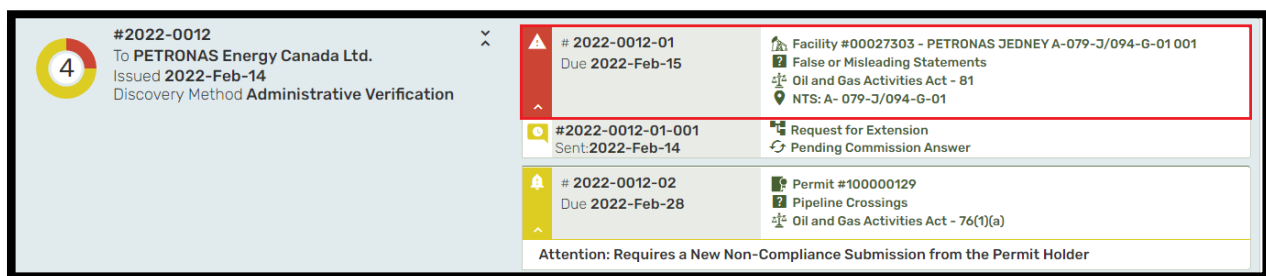 4
#2022-0012
To PETRONAS Energy Canada Ltd.
Issued 2022-Feb-14
Discovery Method Administrative Verification
# 2022-0012-01
Due 2022-Feb-15
Facility #00027303 - PETRONAS JEDNEY A-079-J/094-G-01 001
? False or Misleading Statements
Oil and Gas Activities Act - 81
NTS: A- 079-J/094-G-01
#2022-0012-01-001
Sent:2022-Feb-14
Request for Extension
Pending Commission Answer
# 2022-0012-02
Due 2022-Feb-28
Permit #100000129
? Pipeline Crossings
Oil and Gas Activities Act - 76(1)(a)
Attention: Requires a New Non-Compliance Submission from the Permit Holder